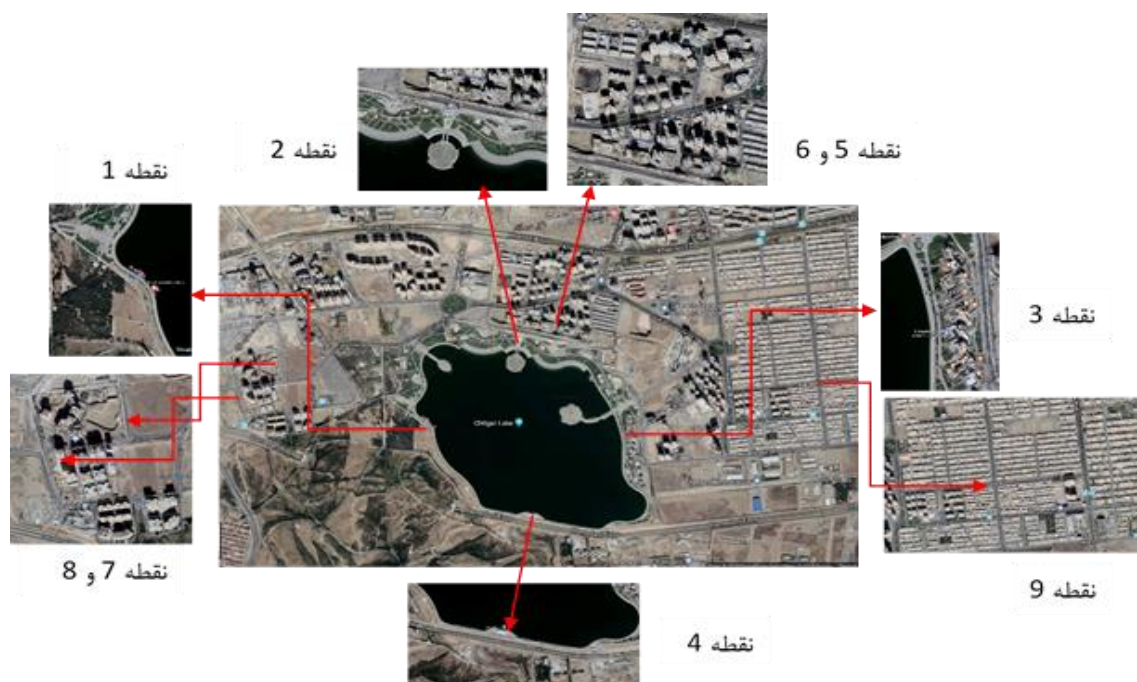 نقطه 5 و 6
نقطه 2
نقطه 1
نقطه 3
Chitgar Lake
نقطه 7 و 8
نقطه 9
نقطه 4